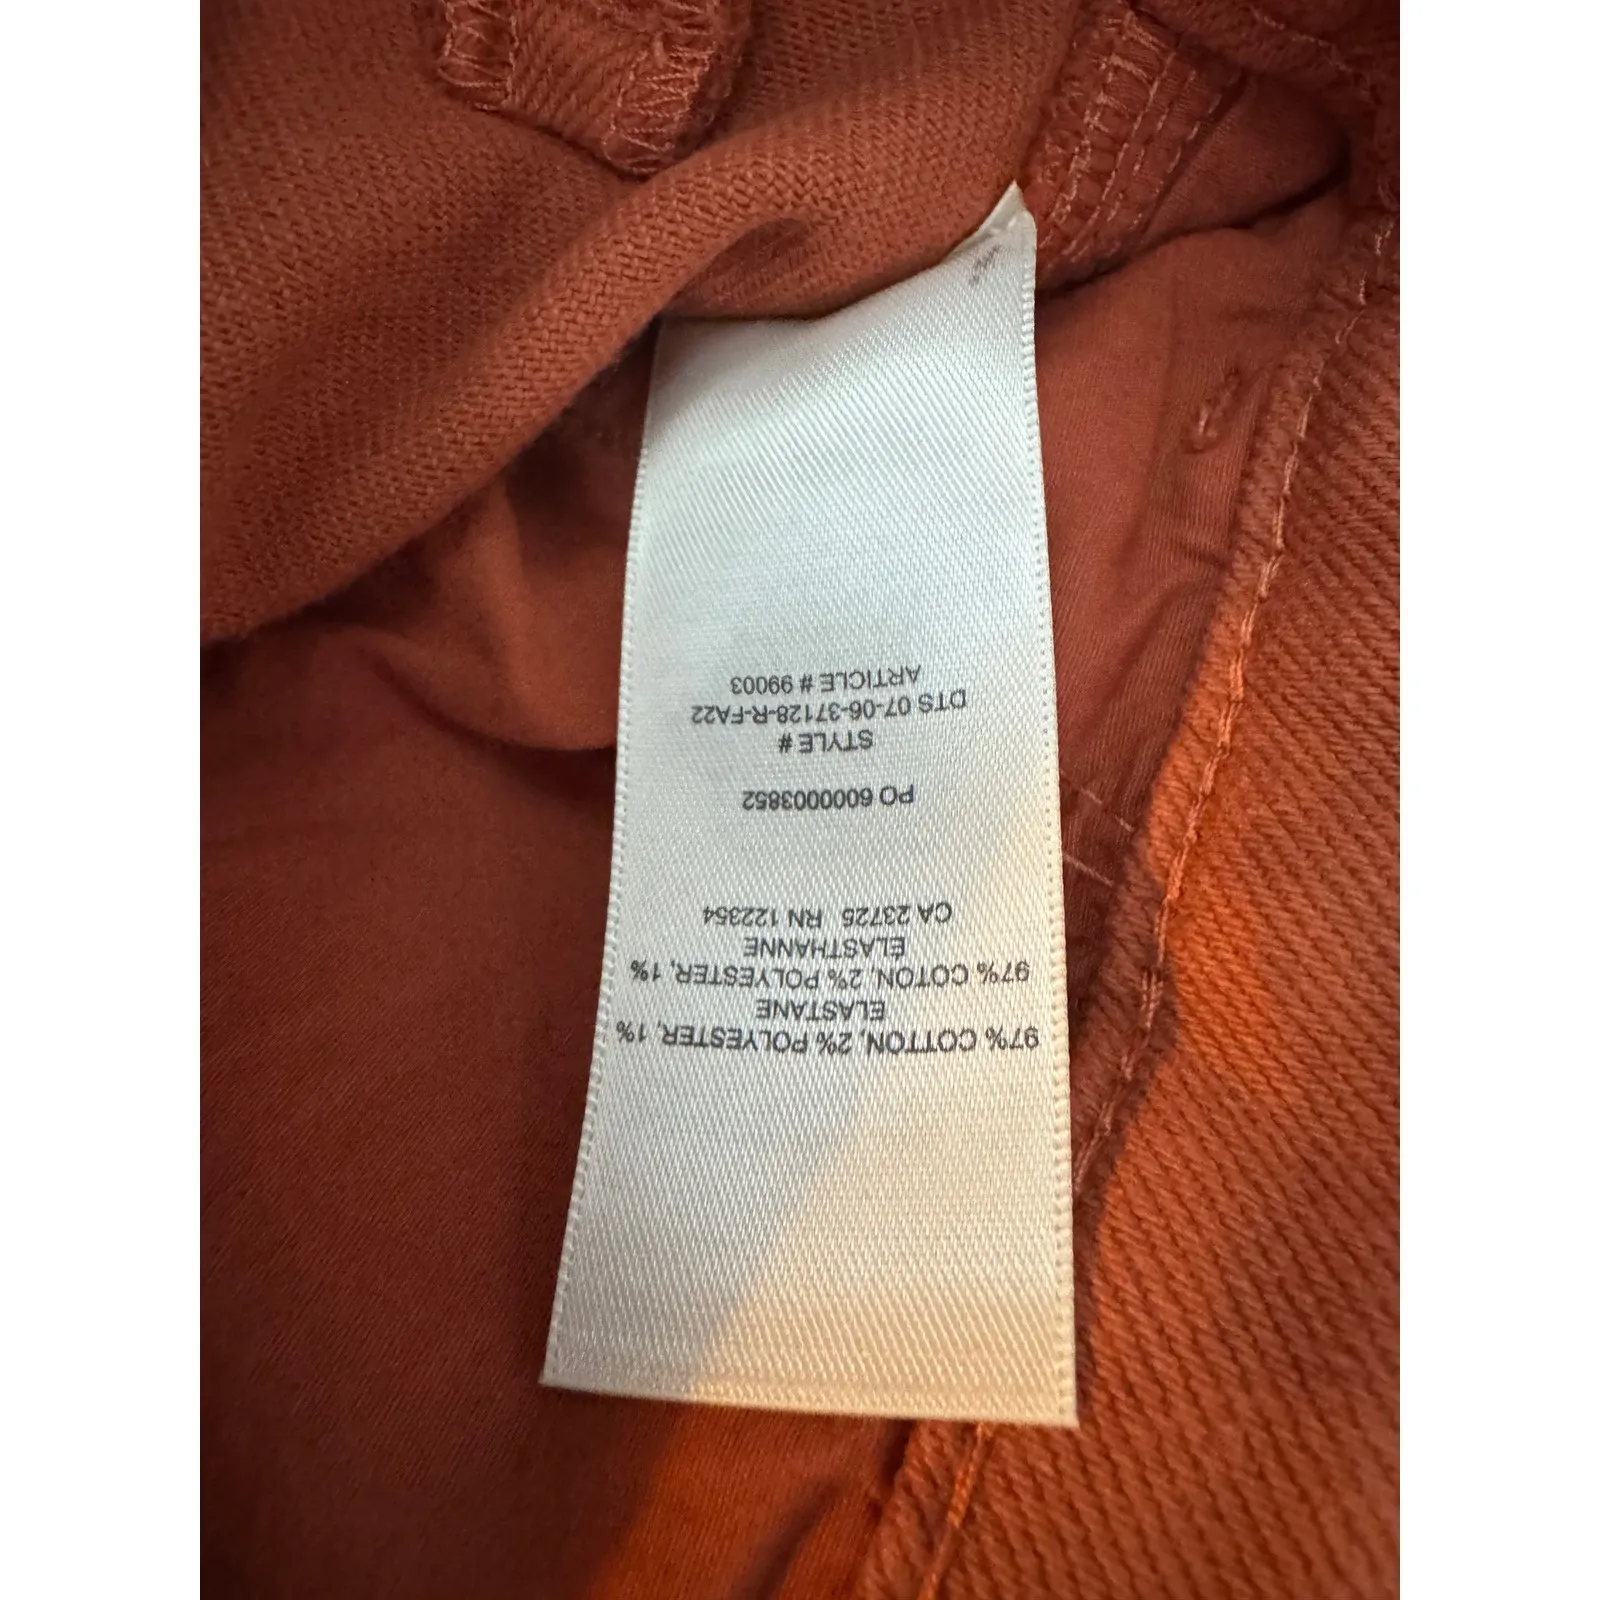 97% COTTON, 2% POLYESTER, 1%
ELASTANE
97% COTON, 2% POLYESTER, 1%
ELASTHANNE
CA 23725 RN 122354
PO 6000003852
STYLE #
DTS 07-06-37128-R-FA22
ARTICLE # 99003